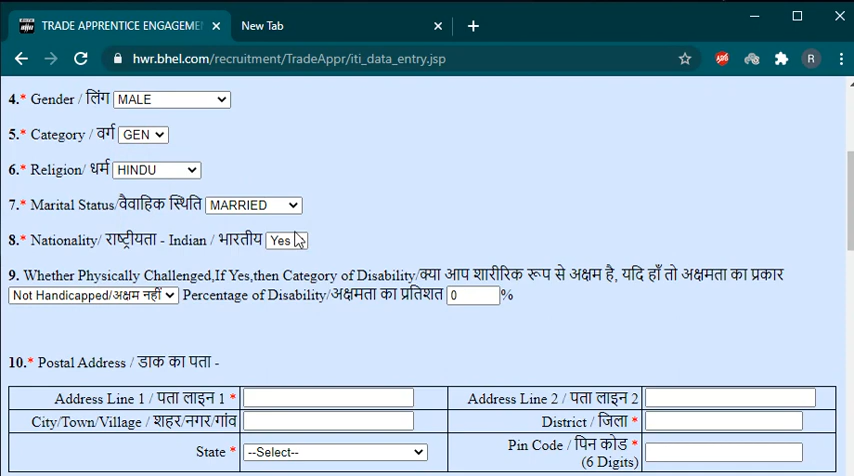 TRADE APPRENTICE ENGAGEMEN
New Tab
hwr.bhel.com/recruitment/TradeAppr/iti_data_entry.jsp
ABP
R
4.* Gender / लिंग MALE
5.* Category / वर्ग GEN
6.* Religion/ धर्म HINDU
7.* Marital Status/वैवाहिक स्थिति MARRIED
8.* Nationality/ राष्ट्रीयता - Indian / भारतीय Yes
9. Whether Physically Challenged,If Yes,then Category of Disability/क्या आप शारीरिक रूप से अक्षम है, यदि हाँ तो अक्षमता का प्रकार
Not Handicapped/अक्षम नहीं Percentage of Disability/अक्षमता का प्रतिशत 0 %
10.* Postal Address / डाक का पता -
Address Line 1 / पता लाइन 1 * Address Line 2 / पता लाइन 2
City/Town/Village / शहर/नगर/गांव District / जिला *
State * --Select-- Pin Code / पिन कोड *
(6 Digits)